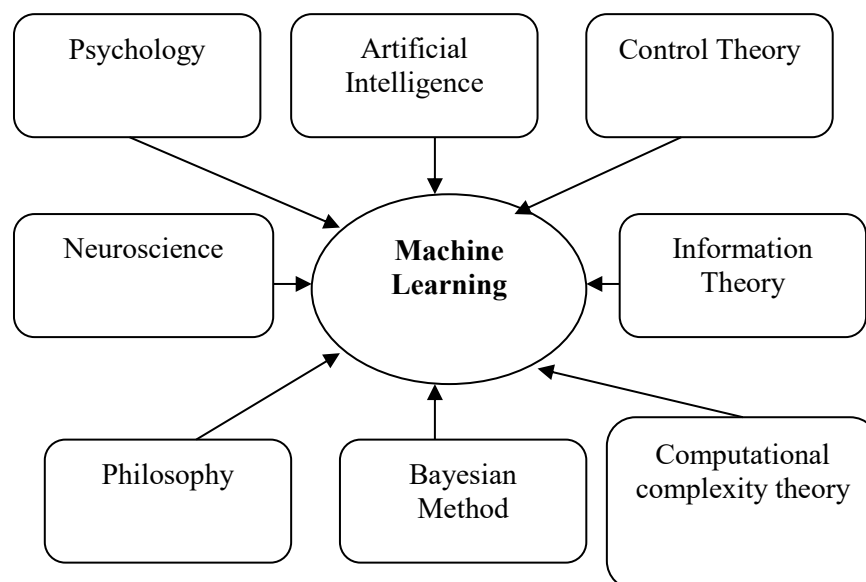 Psychology
Artificial
Intelligence
Control Theory
Neuroscience
Machine
Learning
Information
Theory
Philosophy
Bayesian
Method
Computational
complexity theory